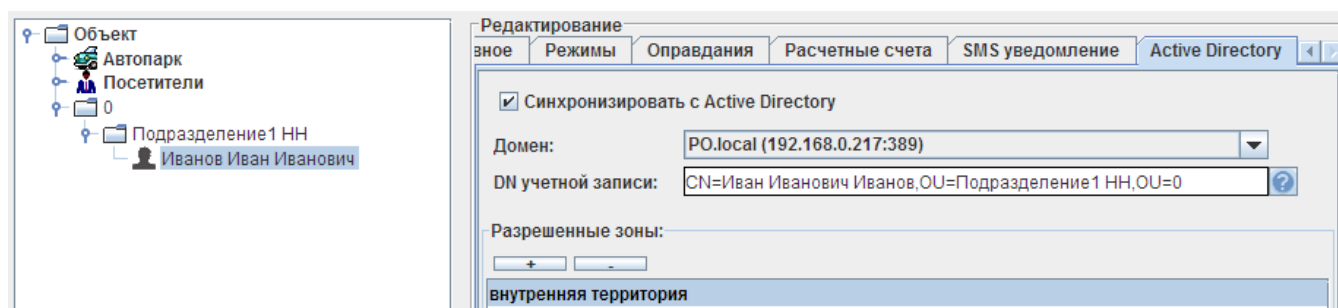 Объект
Автопарк
Посетители
0
Подразделение1 НН
Иванов Иван Иванович
Редактирование
зное Режимы Оправдания Расчетные счета SMS уведомление Active Directory
Синхронизировать с Active Directory
Домен: PO.local (192.168.0.217:389)
DN учетной записи: CN=Иван Иванович Иванов,OU=Подразделение1 НН,OU=0 ?
Разрешенные зоны:
+ -
внутренняя территория